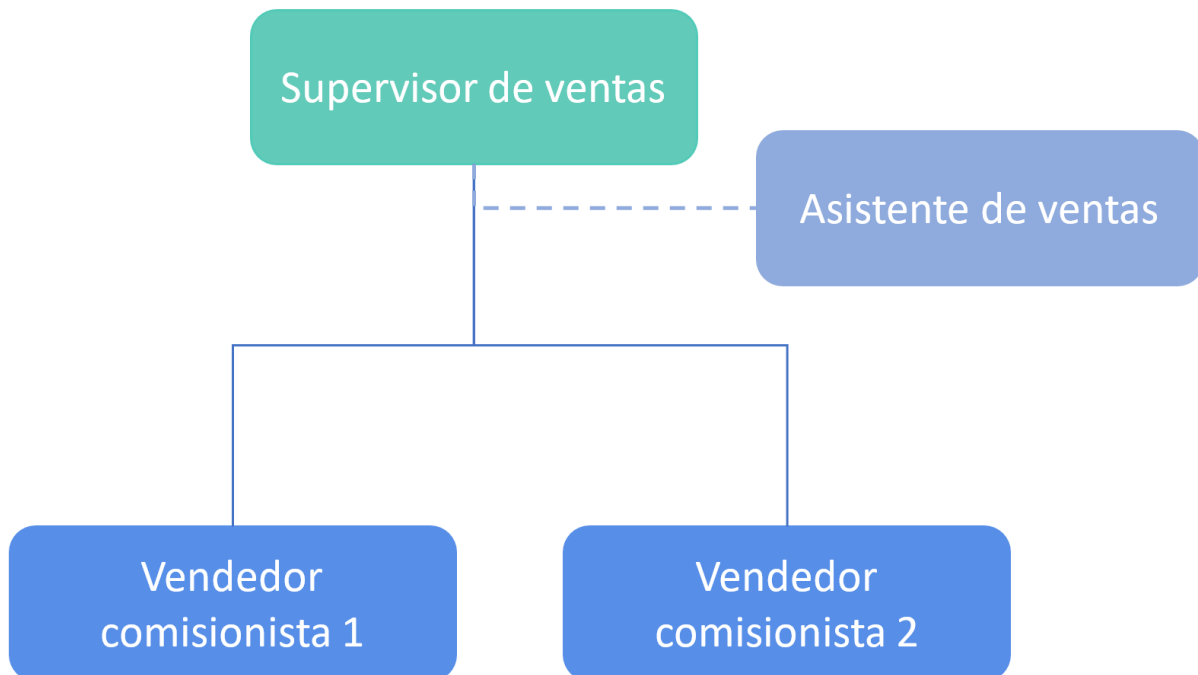 Supervisor de ventas
Asistente de ventas
Vendedor
comisionista 1
Vendedor
comisionista 2